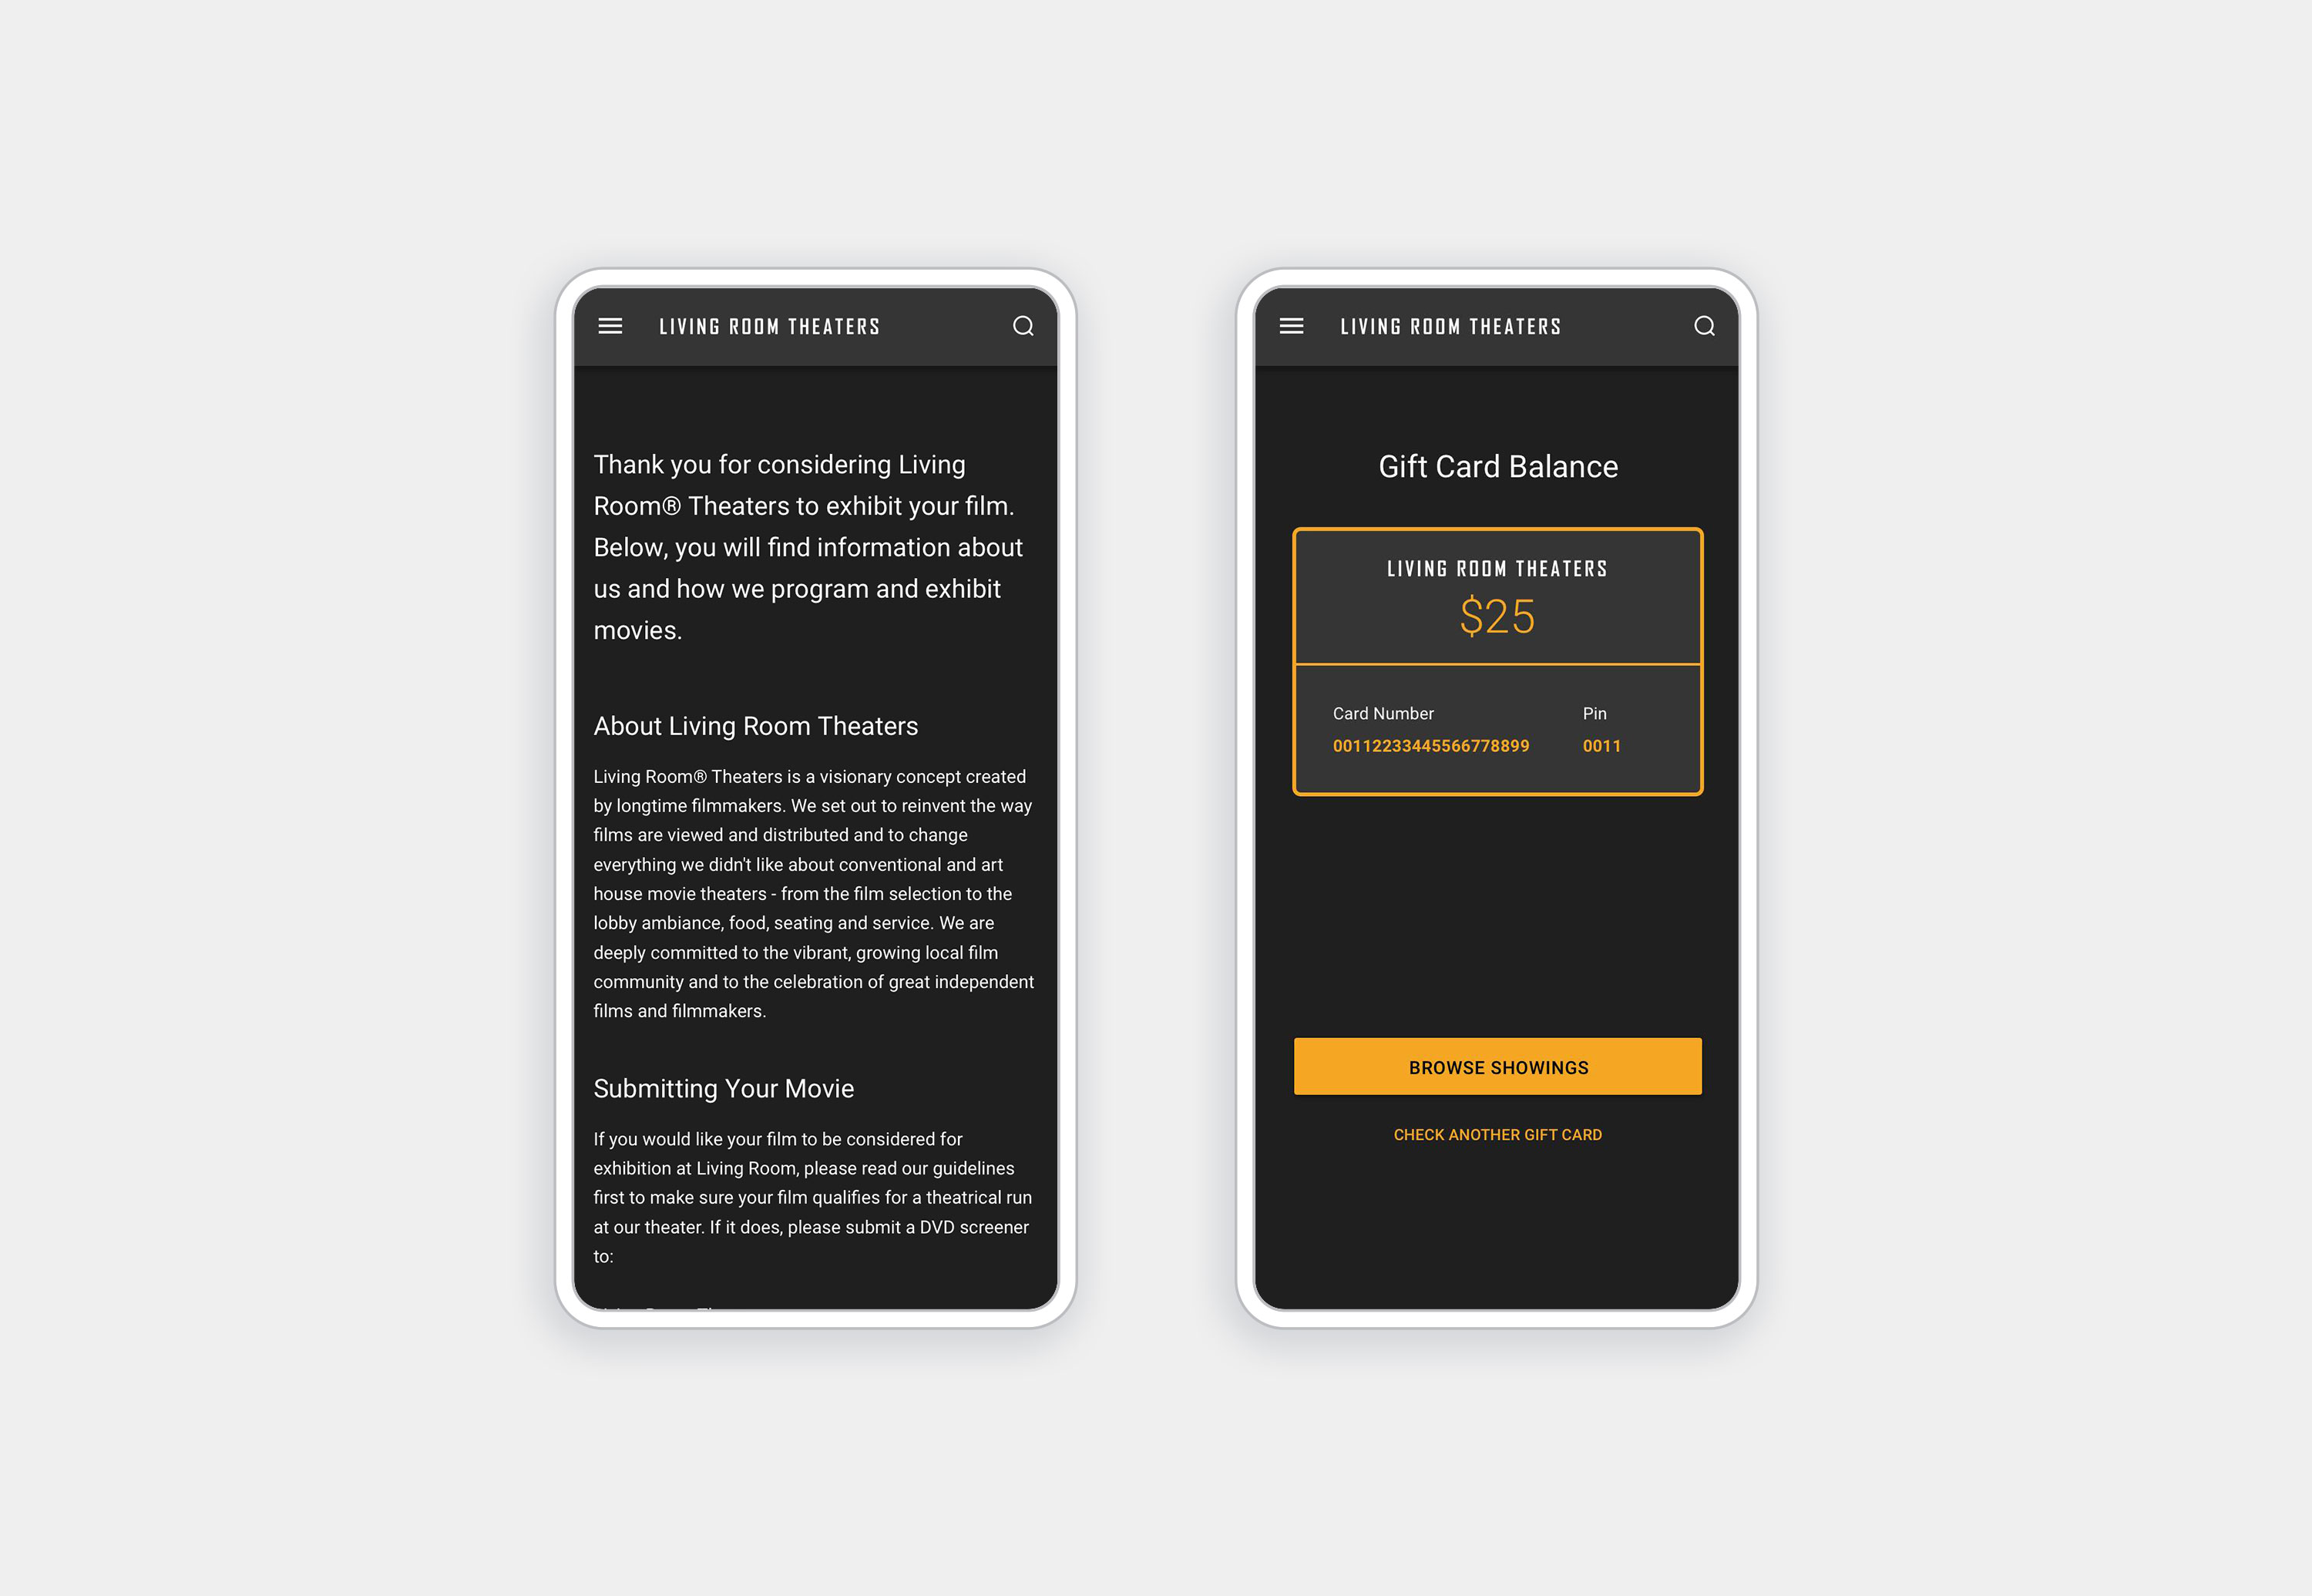 LIVING ROOM THEATERS
Thank you for considering Living
Room® Theaters to exhibit your film.
Below, you will find information about
us and how we program and exhibit
movies.
About Living Room Theaters
Living Room® Theaters is a visionary concept created
by longtime filmmakers. We set out to reinvent the way
films are viewed and distributed and to change
everything we didn't like about conventional and art
house movie theaters - from the film selection to the
lobby ambiance, food, seating and service. We are
deeply committed to the vibrant, growing local film
community and to the celebration of great independent
films and filmmakers.
Submitting Your Movie
If you would like your film to be considered for
exhibition at Living Room, please read our guidelines
first to make sure your film qualifies for a theatrical run
at our theater. If it does, please submit a DVD screener
to:
LIVING ROOM THEATERS
Gift Card Balance
LIVING ROOM THEATERS
$25
Card Number Pin
00112233445566778899 0011
BROWSE SHOWINGS
CHECK ANOTHER GIFT CARD